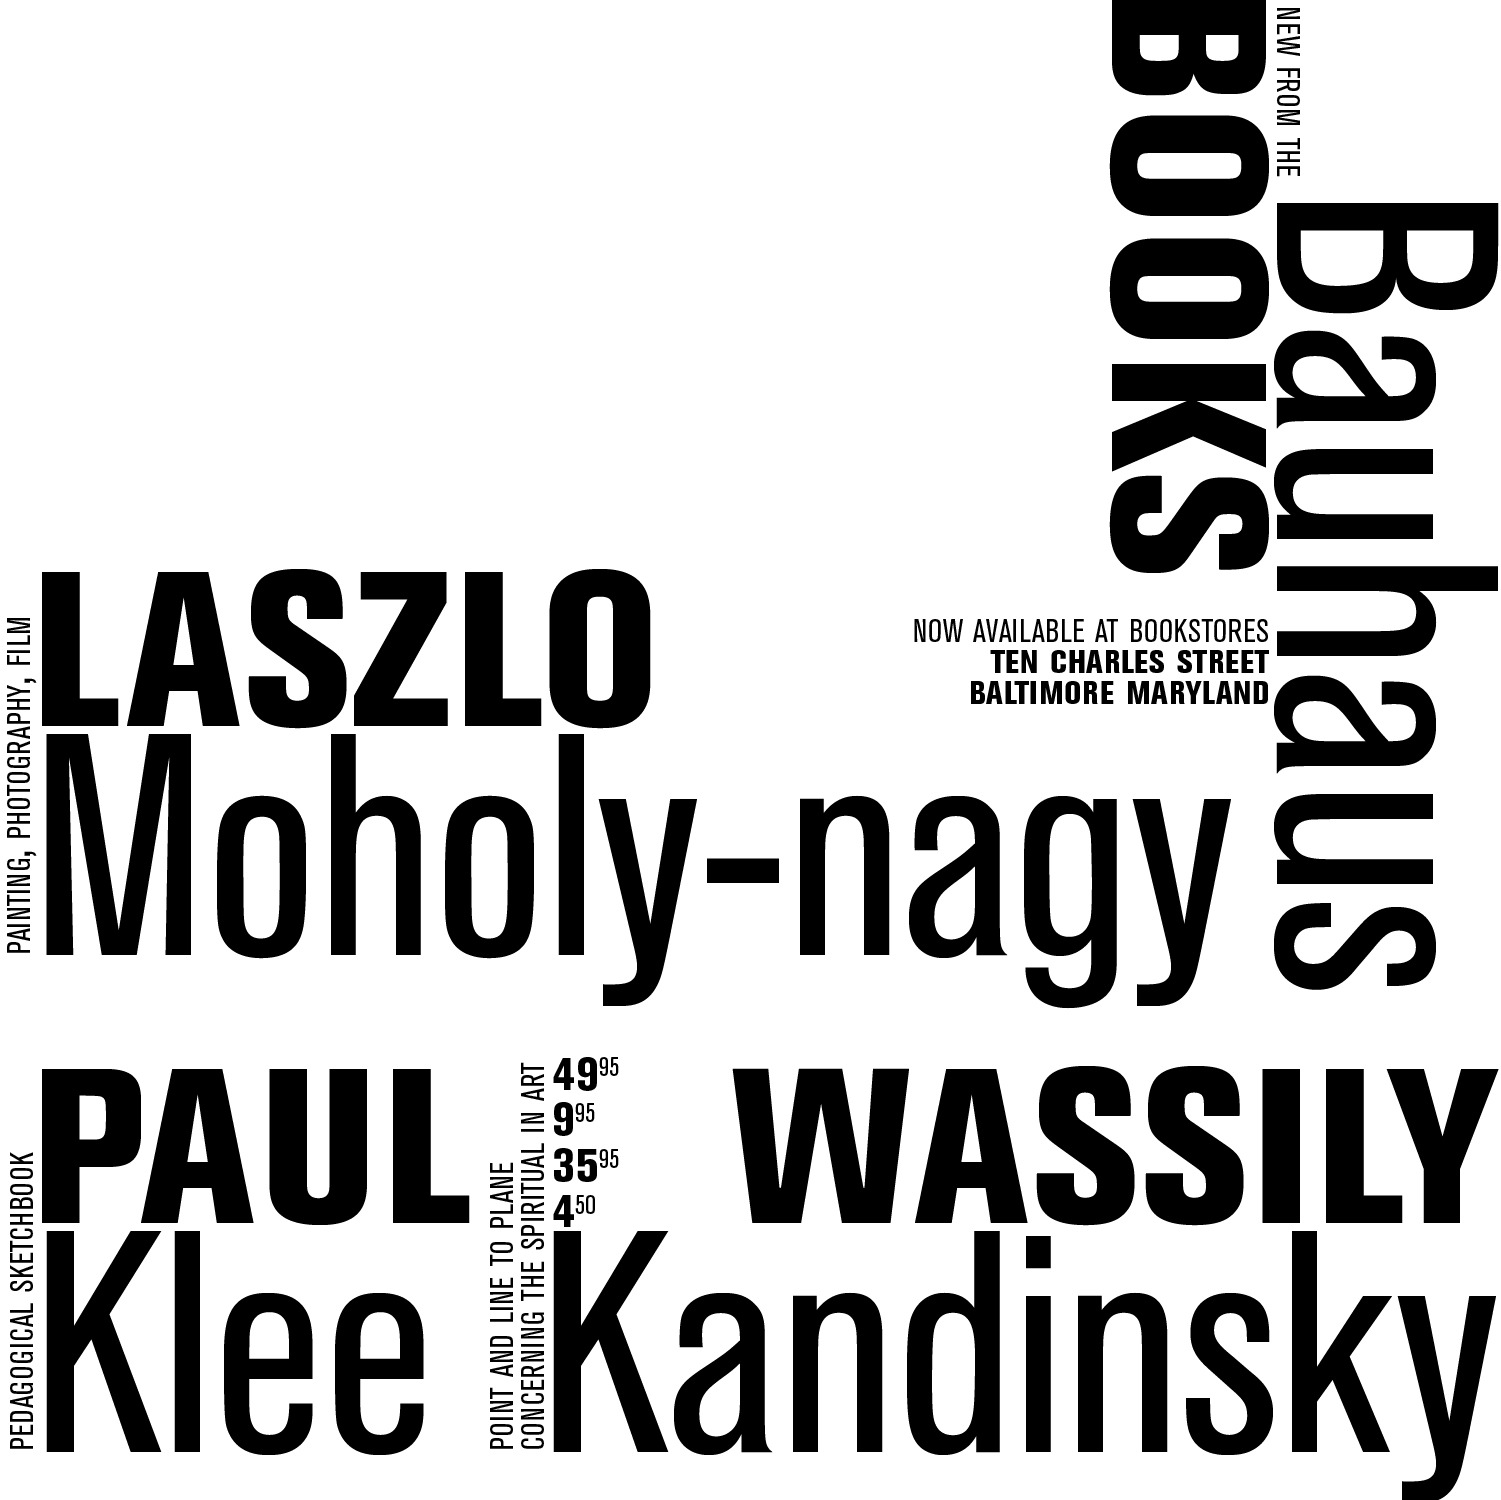 NEW FROM THE
Bauhaus
BOOKS
NOW AVAILABLE AT BOOKSTORES
TEN CHARLES STREET
BALTIMORE MARYLAND
PAINTING, PHOTOGRAPHY, FILM
LASZLO
Moholy-nagy
PEDAGOGICAL SKETCHBOOK
PAUL
Klee
POINT AND LINE TO PLANE
CONCERNING THE SPIRITUAL IN ART
4995
995
3595
450
WASSILY
Kandinsky